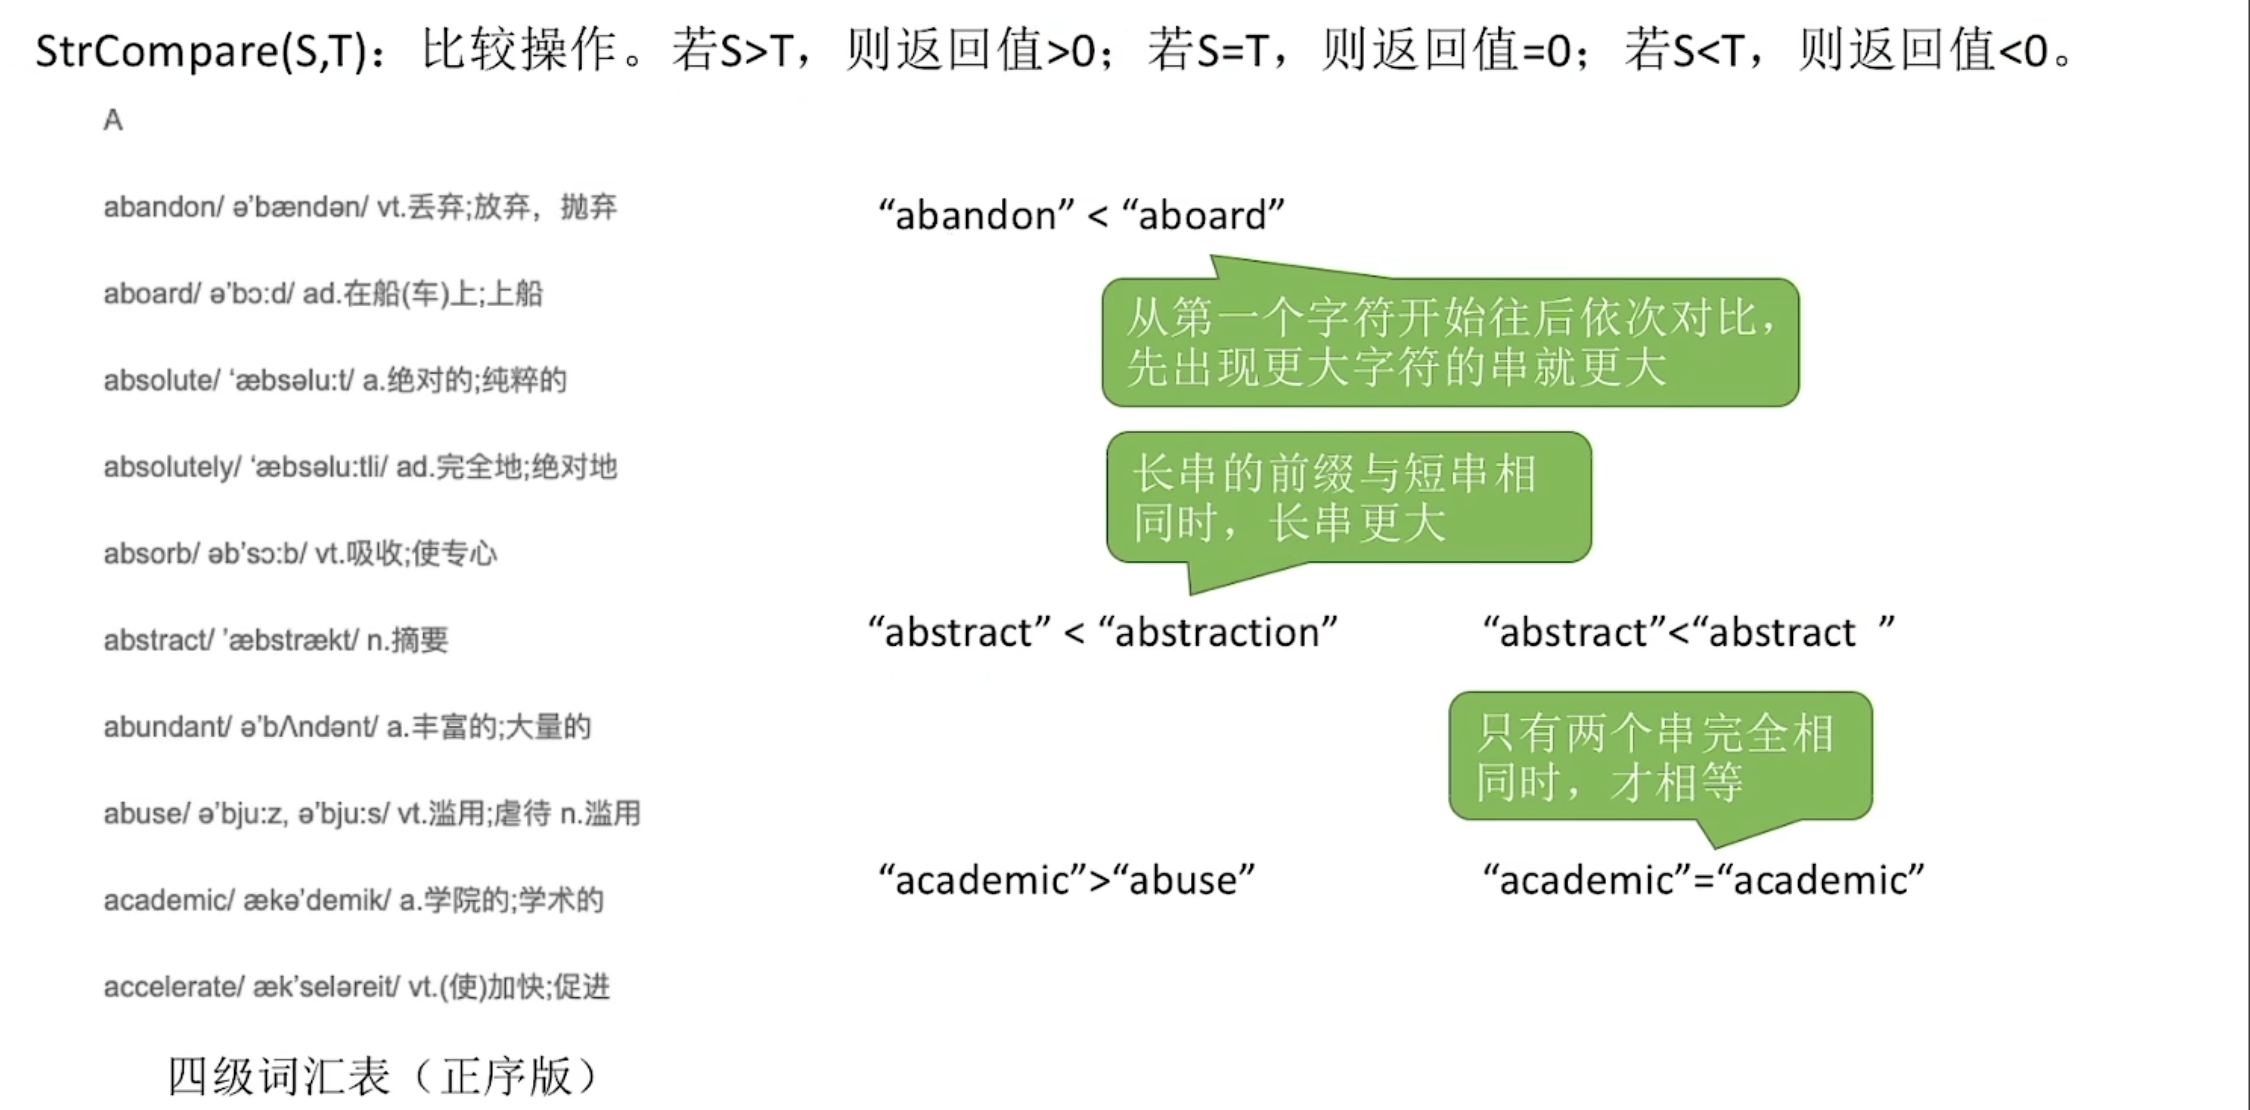 StrCompare(S,T)：比较操作。若S>T，则返回值>0；若S=T，则返回值=0；若S<T，则返回值<0。
A
abandon/ ə'bændən/ vt.丢弃;放弃，抛弃
aboard/ ə'bɔ:d/ ad.在船(车)上;上船
absolute/ ‘æbsəlu:t/ a.绝对的;纯粹的
absolutely/ ‘æbsəlu:tli/ ad.完全地;绝对地
absorb/ əb’sɔ:b/ vt.吸收;使专心
abstract/ ’æbstrækt/ n.摘要
abundant/ ə’bΛndənt/ a.丰富的;大量的
abuse/ ə’bju:z, ə’bju:s/ vt.滥用;虐待 n.滥用
academic/ ækə’demik/ a.学院的;学术的
accelerate/ æk’seləreit/ vt.(使)加快;促进
四级词汇表（正序版）
“abandon” < “aboard”
从第一个字符开始往后依次对比，
先出现更大字符的串就更大
长串的前缀与短串相
同时，长串更大
“abstract” < “abstraction”
“abstract”<“abstract  ”
只有两个串完全相
同时，才相等
“academic”>“abuse”
“academic”=“academic”